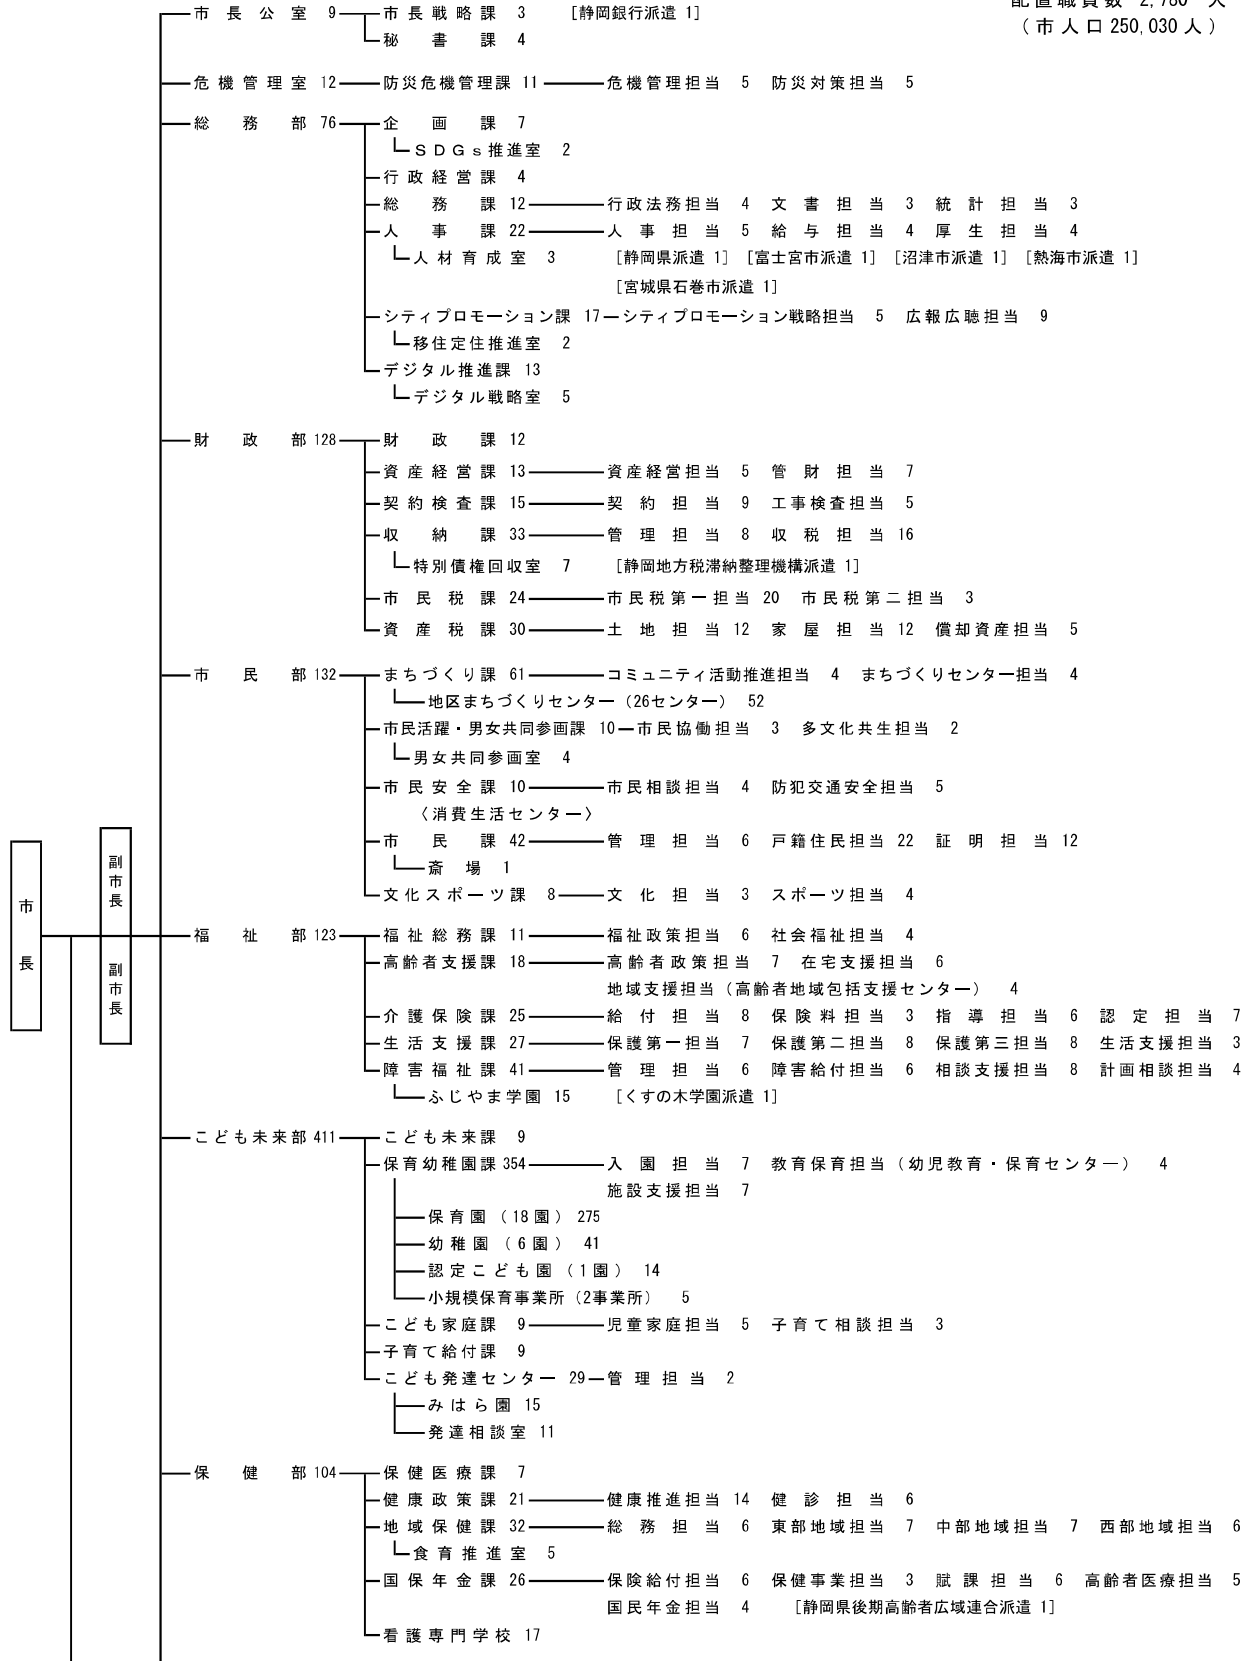 配置職員数 2,780 人
（市人口250,030人）
市長公室 9 市長戦略課 3 [静岡銀行派遣 1]
秘書課 4
危機管理室 12 防災危機管理課 11 危機管理担当 5 防災対策担当 5
総務部 76 企画課 7
ＳＤＧｓ推進室 2
行政経営課 4
総務課 12 行政法務担当 4 文書担当 3 統計担当 3
人事課 22 人事担当 5 給与担当 4 厚生担当 4
人材育成室 3 [静岡県派遣 1] [富士宮市派遣 1] [沼津市派遣 1] [熱海市派遣 1]
[宮城県石巻市派遣 1]
シティプロモーション課 17 シティプロモーション戦略担当 5 広報広聴担当 9
移住定住推進室 2
デジタル推進課 13
デジタル戦略室 5
財政部 128 財政課 12
資産経営課 13 資産経営担当 5 管財担当 7
契約検査課 15 契約担当 9 工事検査担当 5
収納課 33 管理担当 8 収税担当 16
特別債権回収室 7 [静岡地方税滞納整理機構派遣 1]
市民税課 24 市民税第一担当 20 市民税第二担当 3
資産税課 30 土地担当 12 家屋担当 12 償却資産担当 5
市民部 132 まちづくり課 61 コミュニティ活動推進担当 4 まちづくりセンター担当 4
地区まちづくりセンター（26センター） 52
市民活躍・男女共同参画課 10 市民協働担当 3 多文化共生担当 2
男女共同参画室 4
市民安全課 10 市民相談担当 4 防犯交通安全担当 5
〈消費生活センター〉
市民課 42 管理担当 6 戸籍住民担当 22 証明担当 12
斎場 1
文化スポーツ課 8 文化担当 3 スポーツ担当 4
市長
副市長
副市長
福祉部 123 福祉総務課 11 福祉政策担当 6 社会福祉担当 4
高齢者支援課 18 高齢者政策担当 7 在宅支援担当 6
地域支援担当（高齢者地域包括支援センター） 4
介護保険課 25 給付担当 8 保険料担当 3 指導担当 6 認定担当 7
生活支援課 27 保護第一担当 7 保護第二担当 8 保護第三担当 8 生活支援担当 3
障害福祉課 41 管理担当 6 障害給付担当 6 相談支援担当 8 計画相談担当 4
ふじやま学園 15 [くすの木学園派遣 1]
こども未来部 411 こども未来課 9
保育幼稚園課 354 入園担当 7 教育保育担当（幼児教育・保育センター） 4
施設支援担当 7
保育園（18園）275
幼稚園（6園） 41
認定こども園（1園） 14
小規模保育事業所（2事業所） 5
こども家庭課 9 児童家庭担当 5 子育て相談担当 3
子育て給付課 9
こども発達センター 29 管理担当 2
みはら園 15
発達相談室 11
保健部 104 保健医療課 7
健康政策課 21 健康推進担当 14 健診担当 6
地域保健課 32 総務担当 6 東部地域担当 7 中部地域担当 7 西部地域担当 6
食育推進室 5
国保年金課 26 保険給付担当 6 保健事業担当 3 賦課担当 6 高齢者医療担当 5
国民年金担当 4 [静岡県後期高齢者広域連合派遣 1]
看護専門学校 17